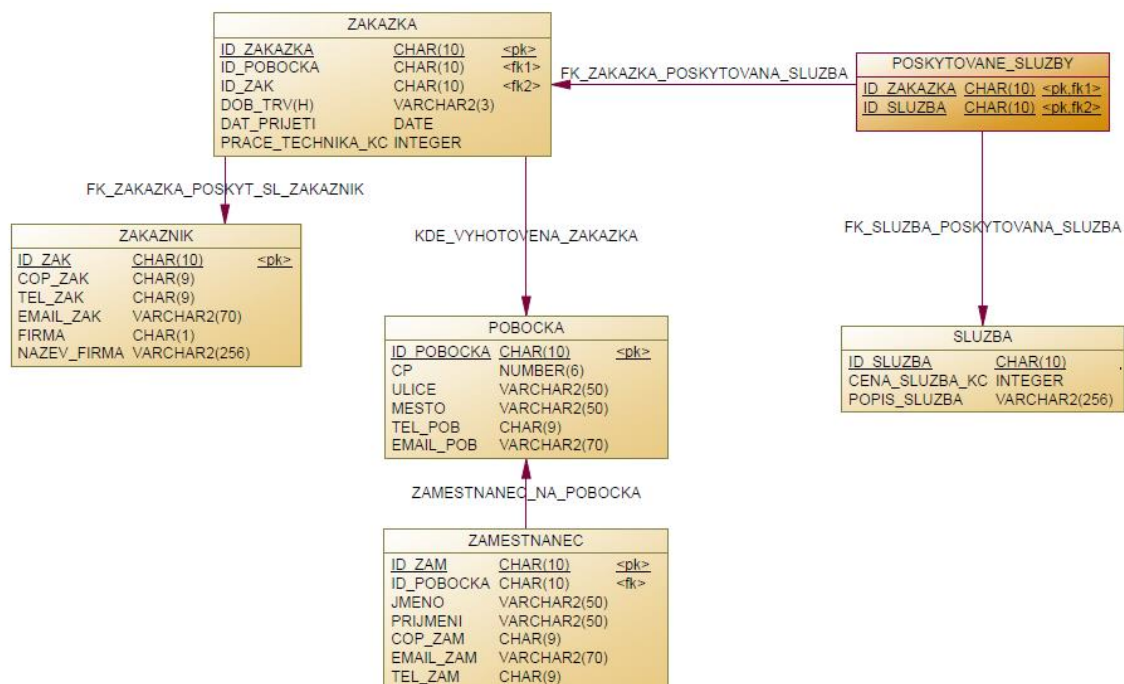 ZAKAZKA
ID_ZAKAZKA CHAR(10) <pk>
ID_POBOCKA CHAR(10) <fk1>
ID_ZAK CHAR(10) <fk2>
DOB_TRV(H) VARCHAR2(3)
DAT_PRIJETI DATE
PRACE_TECHNIKA_KC INTEGER
FK_ZAKAZKA_POSKYTOVANA_SLUZBA
POSKYTOVANE_SLUZBY
ID_ZAKAZKA CHAR(10) <pk,fk1>
ID_SLUZBA CHAR(10) <pk,fk2>
FK_ZAKAZKA_POSKYT_SL_ZAKAZNIK
KDE_VYHOTOVENA_ZAKAZKA
FK_SLUZBA_POSKYTOVANA_SLUZBA
ZAKAZNIK
ID_ZAK CHAR(10) <pk>
COP_ZAK CHAR(9)
TEL_ZAK CHAR(9)
EMAIL_ZAK VARCHAR2(70)
FIRMA CHAR(1)
NAZEV_FIRMA VARCHAR2(256)
POBOCKA
ID_POBOCKA CHAR(10) <pk>
CP NUMBER(6)
ULICE VARCHAR2(50)
MESTO VARCHAR2(50)
TEL_POB CHAR(9)
EMAIL_POB VARCHAR2(70)
SLUZBA
ID_SLUZBA CHAR(10)
CENA_SLUZBA_KC INTEGER
POPIS_SLUZBA VARCHAR2(256)
ZAMESTNANEC_NA_POBOCKA
ZAMESTNANEC
ID_ZAM CHAR(10) <pk>
ID_POBOCKA CHAR(10) <fk>
JMENO VARCHAR2(50)
PRIJMENI VARCHAR2(50)
COP_ZAM CHAR(9)
EMAIL_ZAM VARCHAR2(70)
TEL_ZAM CHAR(9)